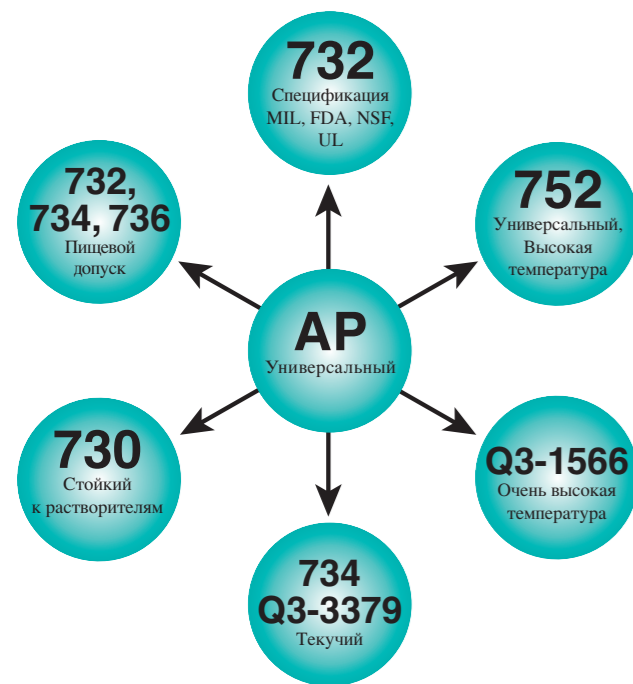 732
Спецификация
MIL, FDA, NSF,
UL
732,
734, 736
Пищевой
допуск
752
Универсальный,
Высокая
температура
AP
Универсальный
730
Стойкий
к растворителям
Q3-1566
Очень высокая
температура
734
Q3-3379
Текучий